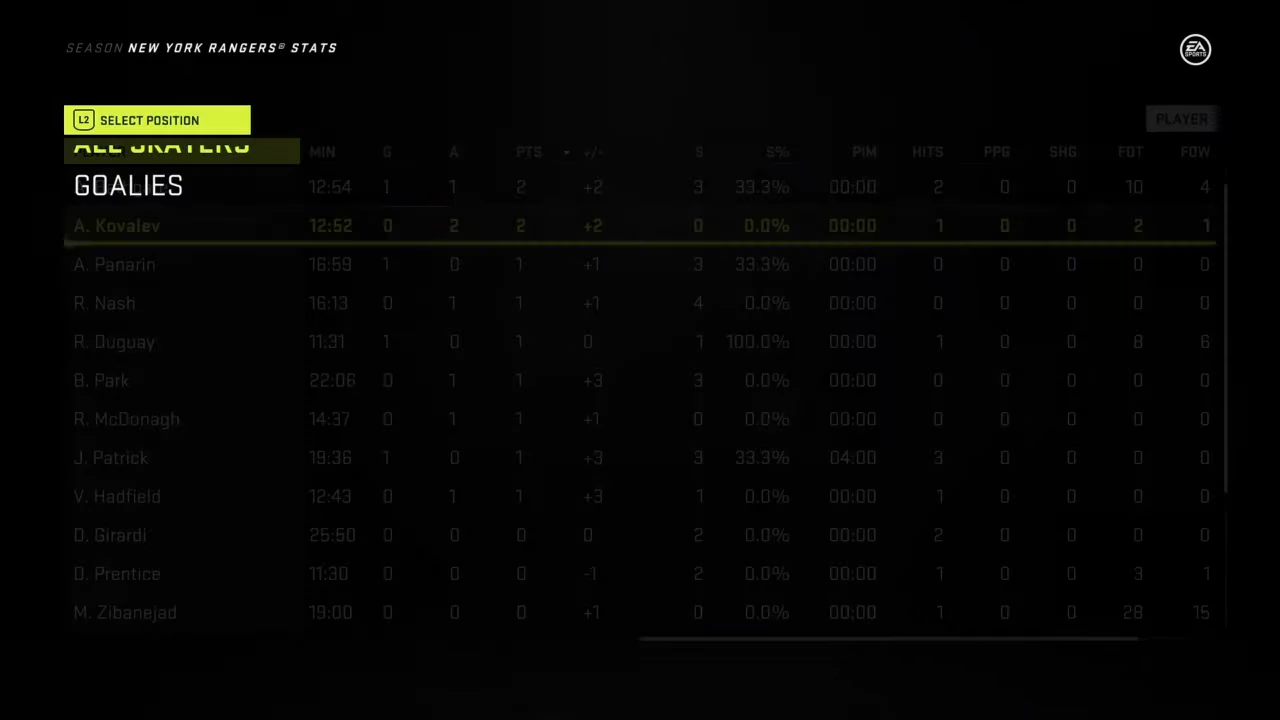 SEASON NEW YORK RANGERS® STATS
EA SPORTS
L2 SELECT POSITION
PLAYER
ALL SKATERS
MIN G A PTS +/- S S% PIM HITS PPG SHG FOT FOW
GOALIES 12:54 1 1 2 +2 3 33.3% 00:00 2 0 0 10 4
A. Kovalev 12:52 0 2 2 +2 0 0.0% 00:00 1 0 0 2 1
A. Panarin 16:59 1 0 1 +1 3 33.3% 00:00 0 0 0 0 0
R. Nash 16:13 0 1 1 +1 4 0.0% 00:00 0 0 0 0 0
R. Duguay 11:31 1 0 1 0 1 100.0% 00:00 1 0 0 8 6
B. Park 22:06 0 1 1 +3 3 0.0% 00:00 0 0 0 0 0
R. McDonagh 14:37 0 1 1 +1 0 0.0% 00:00 0 0 0 0 0
J. Patrick 19:36 1 0 1 +3 3 33.3% 04:00 3 0 0 0 0
V. Hadfield 12:43 0 1 1 +3 1 0.0% 00:00 1 0 0 0 0
D. Girardi 25:50 0 0 0 0 2 0.0% 00:00 2 0 0 0 0
D. Prentice 11:30 0 0 0 -1 2 0.0% 00:00 1 0 0 3 1
M. Zibanejad 19:00 0 0 0 +1 0 0.0% 00:00 1 0 0 28 15